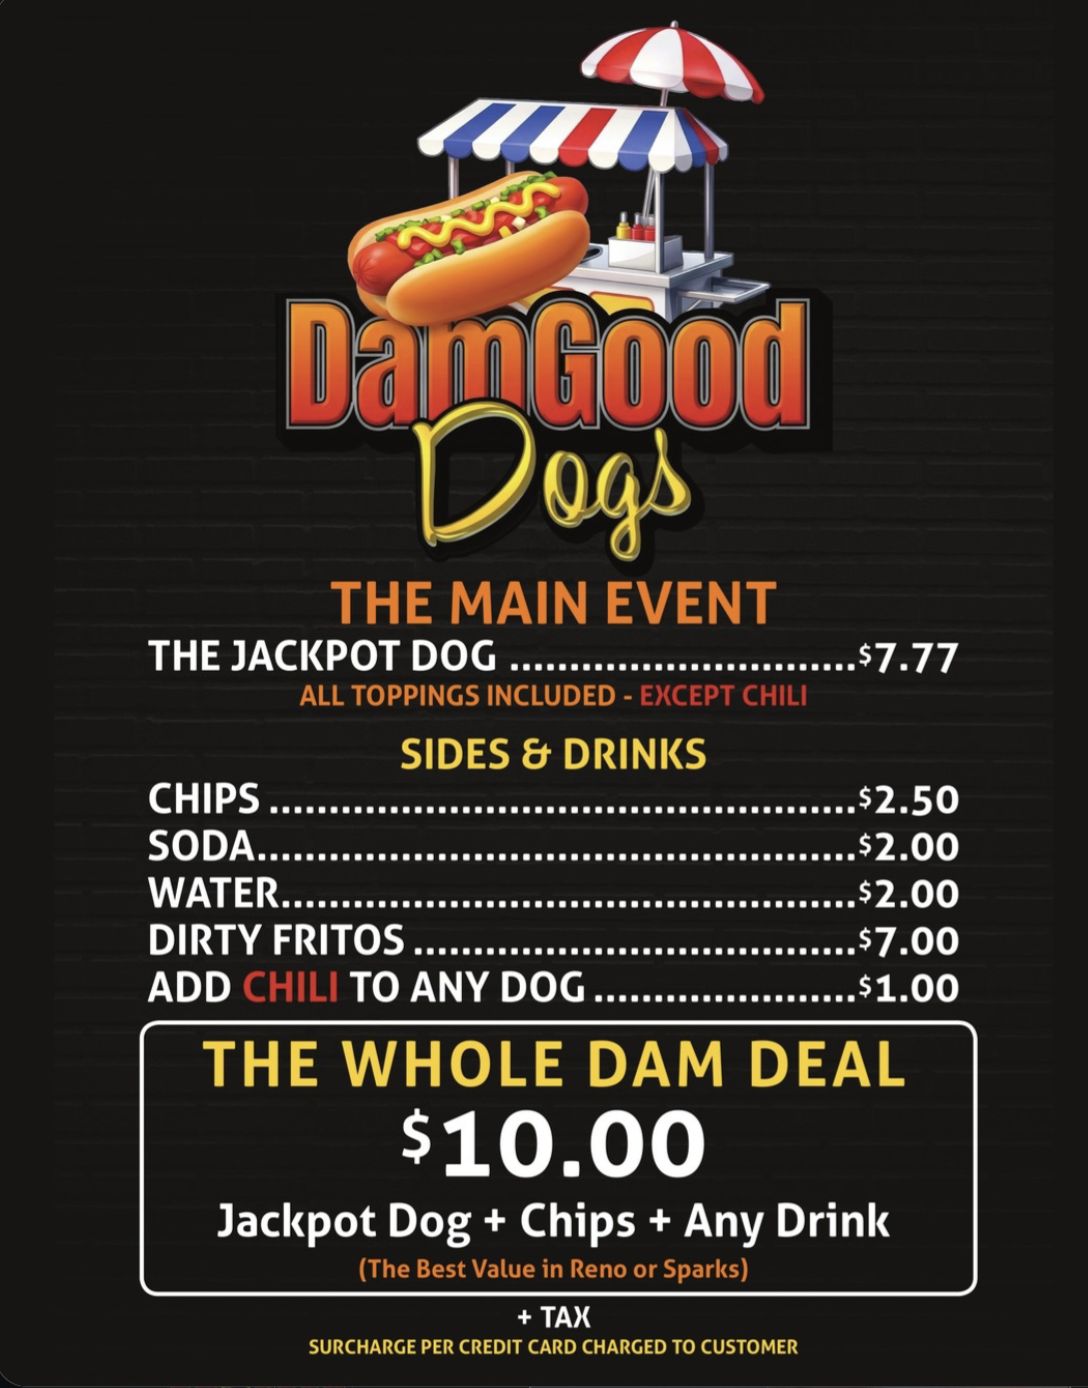 DamGood
Dogs
THE MAIN EVENT
THE JACKPOT DOG .............................$7.77
ALL TOPPINGS INCLUDED - EXCEPT CHILI
SIDES & DRINKS
CHIPS .................................................$2.50
SODA..................................................$2.00
WATER................................................$2.00
DIRTY FRITOS .....................................$7.00
ADD CHILI TO ANY DOG ......................$1.00
THE WHOLE DAM DEAL
$10.00
Jackpot Dog + Chips + Any Drink
(The Best Value in Reno or Sparks)
+ TAX
SURCHARGE PER CREDIT CARD CHARGED TO CUSTOMER